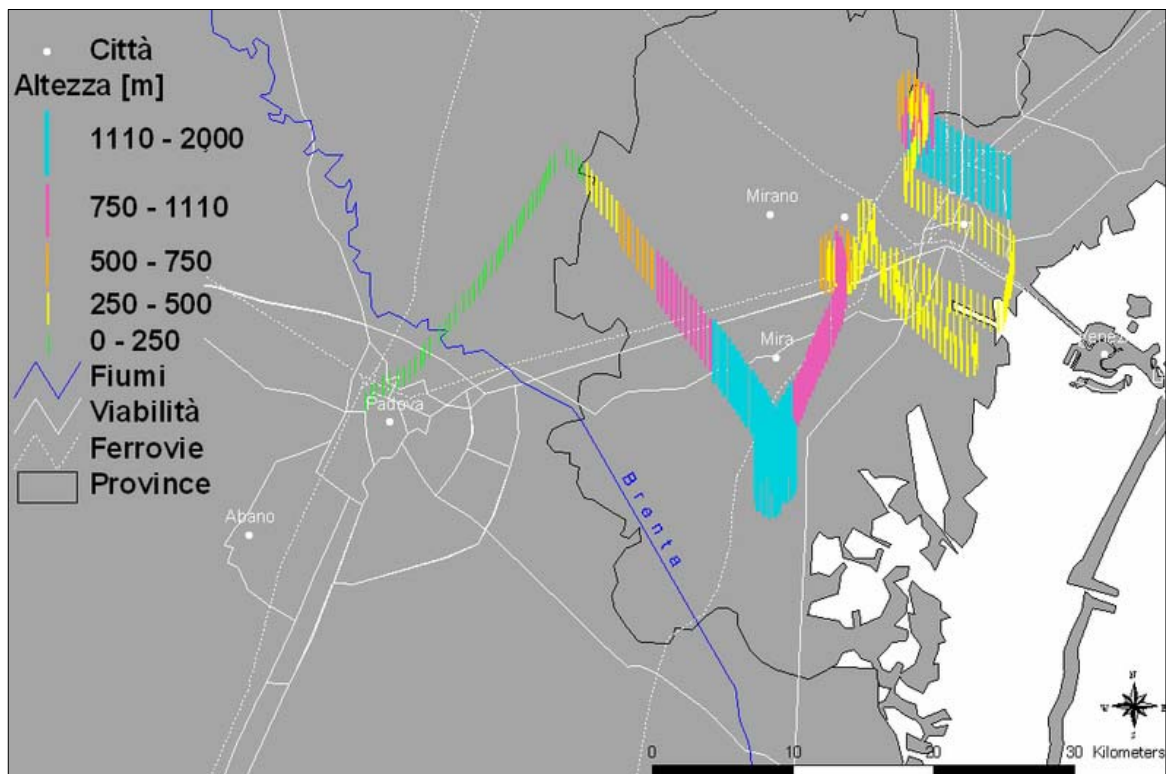 Città
Altezza [m]
1110 - 2000
750 - 1110
500 - 750
250 - 500
0 - 250
Fiumi
Viabilità
Ferrovie
Province
Mirano
Mira
Padova
Abano
Brenta
enezi
N
W E
S
0 10 20 30 Kilometers